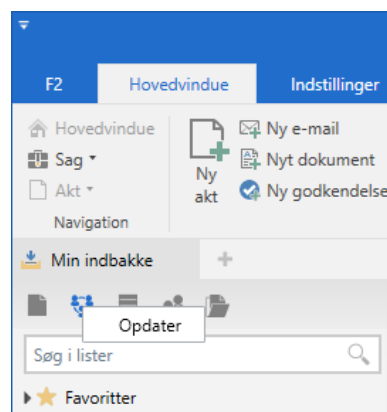 F2 Hovedvindue Indstillinger
Hovedvindue
Sag
Akt
Navigation
Ny
akt
Ny e-mail
Nyt dokument
Ny godkendelse
Min indbakke +
Opdater
Søg i lister
Favoritter